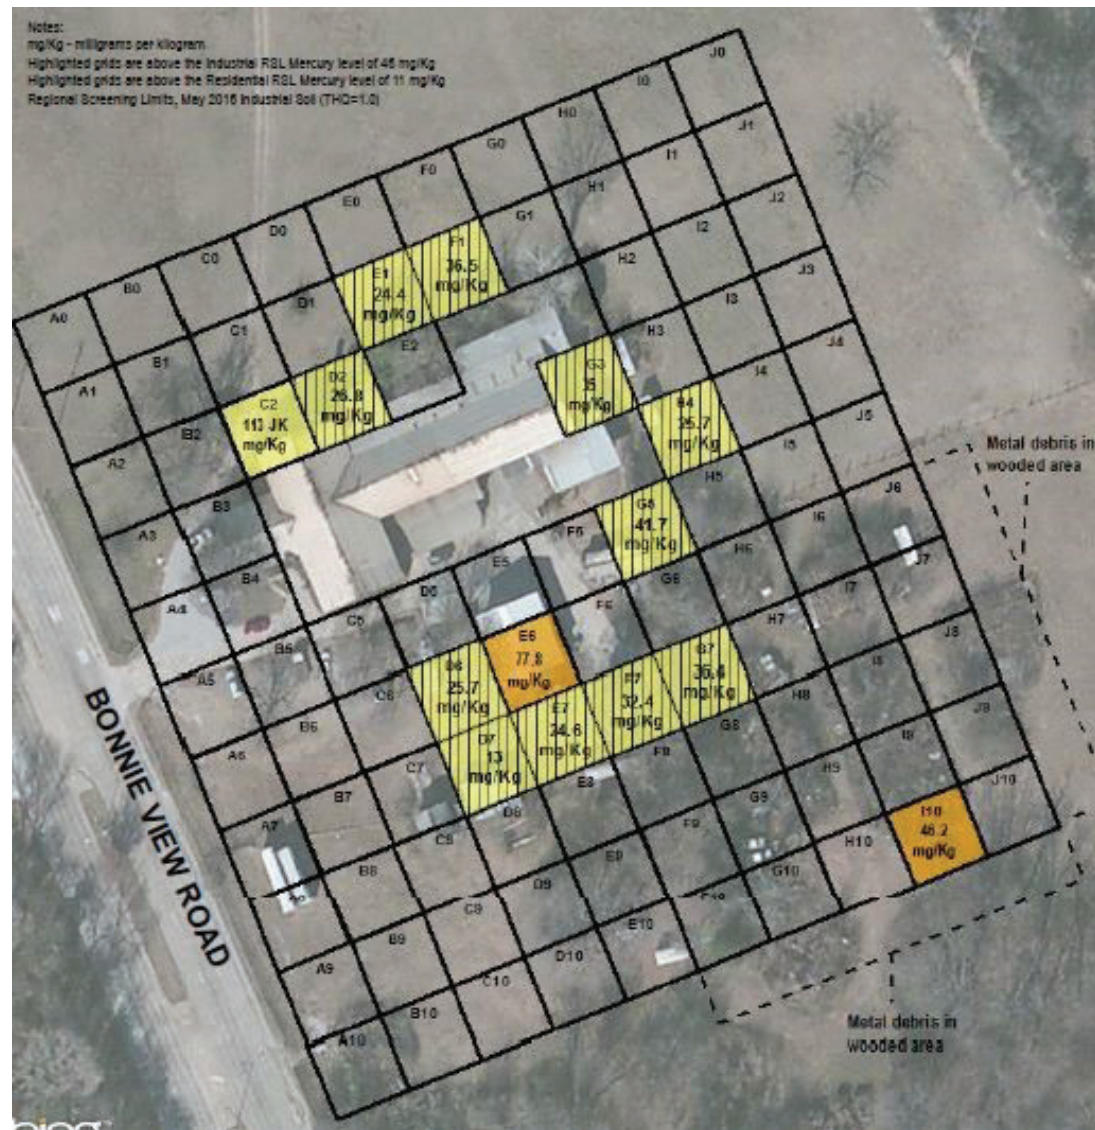 Notes:
mg/Kg - milligrams per kilogram
Highlighted grids are above the Industrial RSL Mercury level of 46 mg/Kg
Highlighted grids are above the Residential RSL Mercury level of 11 mg/Kg
Regional Screening Limits, May 2016 Industrial Soil (THQ=1.0)
J0
I0
H0
G0
F0
E0
D0
C0
B0
A0
J1
I1
H1
G1
F1
36.5
mg/Kg
E1
24.4
mg/Kg
D1
C1
B1
A1
J2
I2
H2
E2
D2
26.8
mg/Kg
C2
113 JK
mg/Kg
B2
A2
J3
I3
H3
G3
mg/Kg
B3
A3
J4
I4
H4
mg/Kg
B4
A4
J5
I5
H5
G5
41.7
mg/Kg
F5
E5
D5
C5
B5
A5
Metal debris in
wooded area
J6
I6
H6
G6
F6
E6
77.8
mg/Kg
D6
25.7
mg/Kg
C6
B6
A6
J7
I7
H7
G7
mg/Kg
F7
32.4
mg/Kg
E7
mg/Kg
D7
13
mg/Kg
C7
B7
A7
J8
I8
H8
G8
F8
E8
D8
C8
B8
J9
I9
H9
G9
F9
E9
D9
C9
B9
A9
J10
I10
46.2
mg/Kg
H10
G10
E10
D10
C10
B10
A10
BONNIE VIEW ROAD
Metal debris in
wooded area
bing